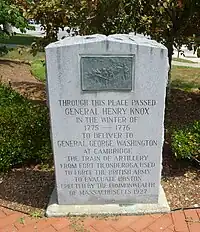 THROUGH THIS PLACE PASSED
GENERAL HENRY KNOX
IN THE WINTER OF
1775 - 1776
TO DELIVER TO
GENERAL GEORGE WASHINGTON
AT CAMBRIDGE
THE TRAIN OF ARTILLERY
FROM FORT TICONDEROGA USED
TO FORCE THE BRITISH ARMY
TO EVACUATE BOSTON
ERECTED BY THE COMMONWEALTH
OF MASSACHUSETTS 1927